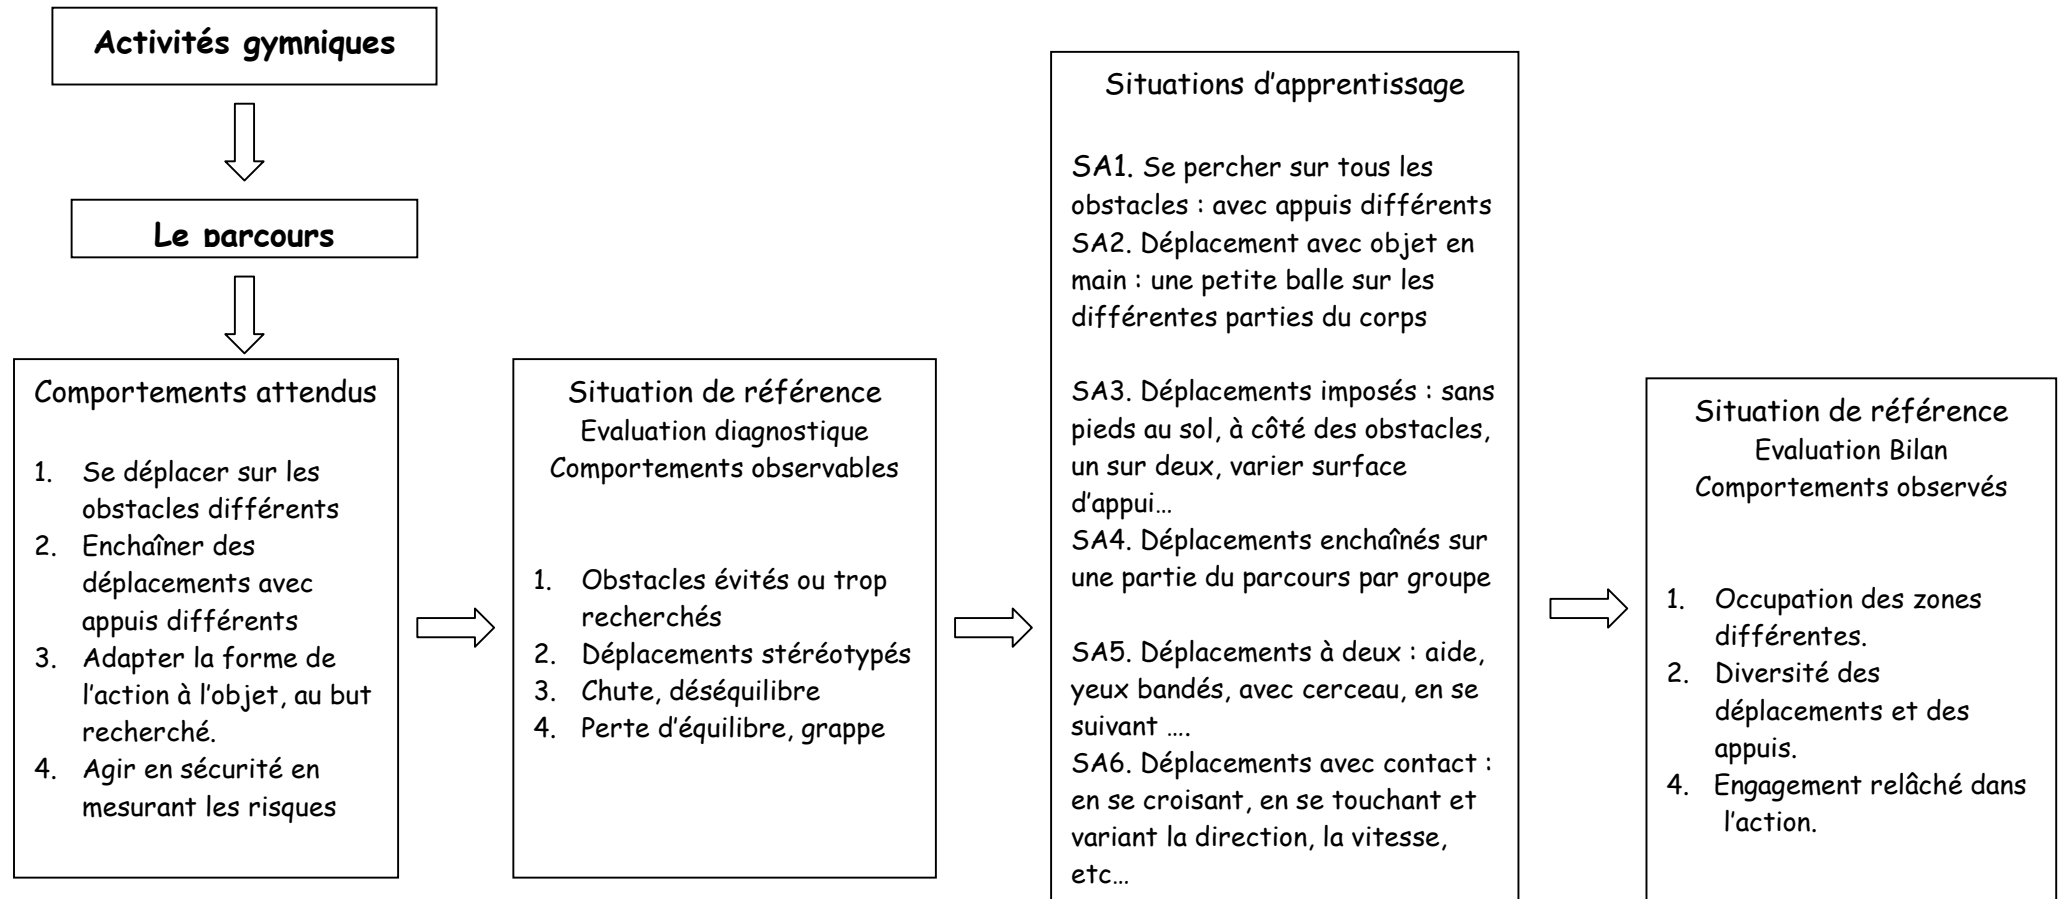 Activités gymniques
Le parcours
Comportements attendus
1. Se déplacer sur les
obstacles différents
2. Enchaîner des
déplacements avec
appuis différents
3. Adapter la forme de
l'action à l'objet, au but
recherché.
4. Agir en sécurité en
mesurant les risques
Situation de référence
Evaluation diagnostique
Comportements observables
1. Obstacles évités ou trop
recherchés
2. Déplacements stéréotypés
3. Chute, déséquilibre
4. Perte d'équilibre, grappe
Situations d'apprentissage
SA1. Se percher sur tous les
obstacles : avec appuis différents
SA2. Déplacement avec objet en
main : une petite balle sur les
différentes parties du corps
SA3. Déplacements imposés : sans
pieds au sol, à côté des obstacles,
un sur deux, varier surface
d'appui…
SA4. Déplacements enchaînés sur
une partie du parcours par groupe
SA5. Déplacements à deux : aide,
yeux bandés, avec cerceau, en se
suivant ….
SA6. Déplacements avec contact :
en se croisant, en se touchant et
variant la direction, la vitesse,
etc…
Situation de référence
Evaluation Bilan
Comportements observés
1. Occupation des zones
différentes.
2. Diversité des
déplacements et des
appuis.
4. Engagement relâché dans
l'action.